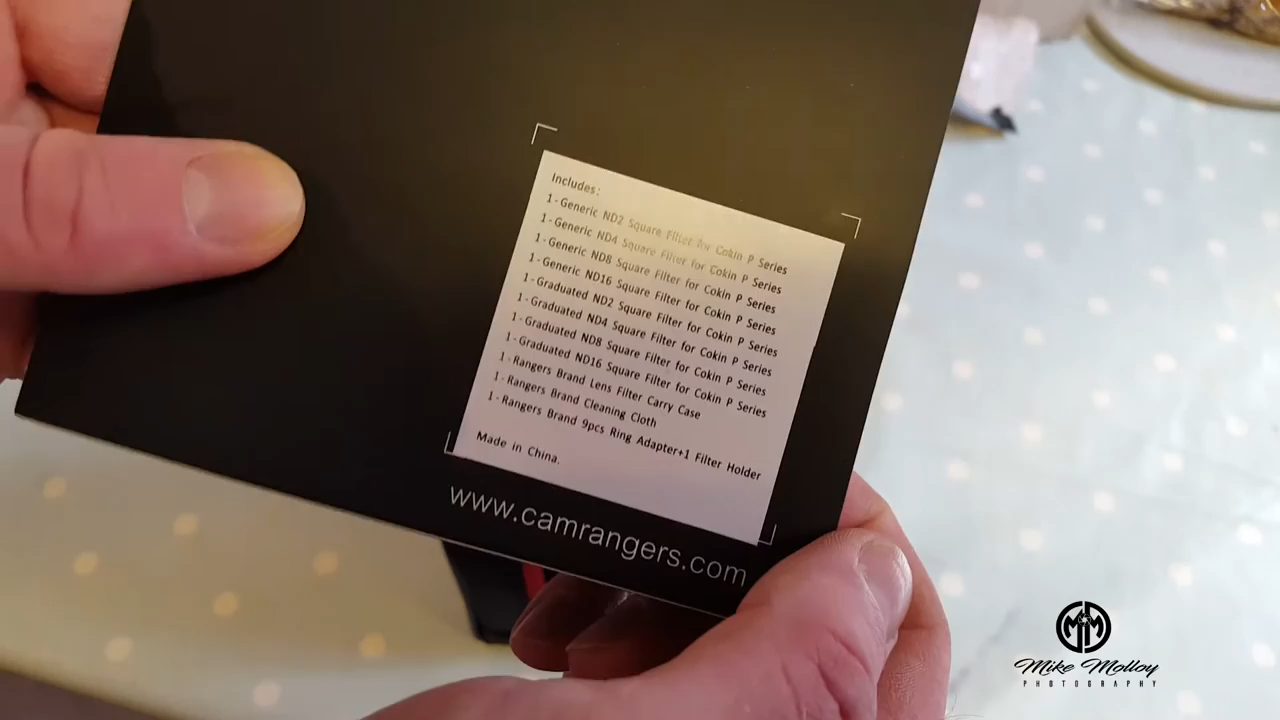 Includes:
1-Generic ND2 Square Filter for Cokin P Series
1-Generic ND4 Square Filter for Cokin P Series
1-Generic ND8 Square Filter for Cokin P Series
1-Generic ND16 Square Filter for Cokin P Series
1-Graduated ND2 Square Filter for Cokin P Series
1-Graduated ND4 Square Filter for Cokin P Series
1-Graduated ND8 Square Filter for Cokin P Series
1-Graduated ND16 Square Filter for Cokin P Series
1-Rangers Brand Lens Filter Carry Case
1-Rangers Brand Cleaning Cloth
1-Rangers Brand 9pcs Ring Adapter+1 Filter Holder
Made in China.
www.camrangers.com
MM
Mike Molloy
PHOTOGRAPHY